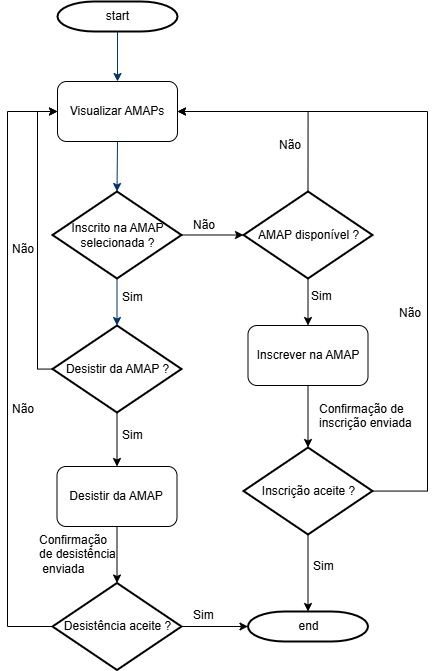 start
Visualizar AMAPs
Não
Inscrito na AMAP
selecionada ?
Não
AMAP disponível ?
Não
Sim
Sim
Não
Desistir da AMAP ?
Inscrever na AMAP
Não
Sim
Confirmação de
inscrição enviada
Desistir da AMAP
Inscrição aceite ?
Confirmação
de desistência
enviada
Sim
Desistência aceite ?
Sim
end